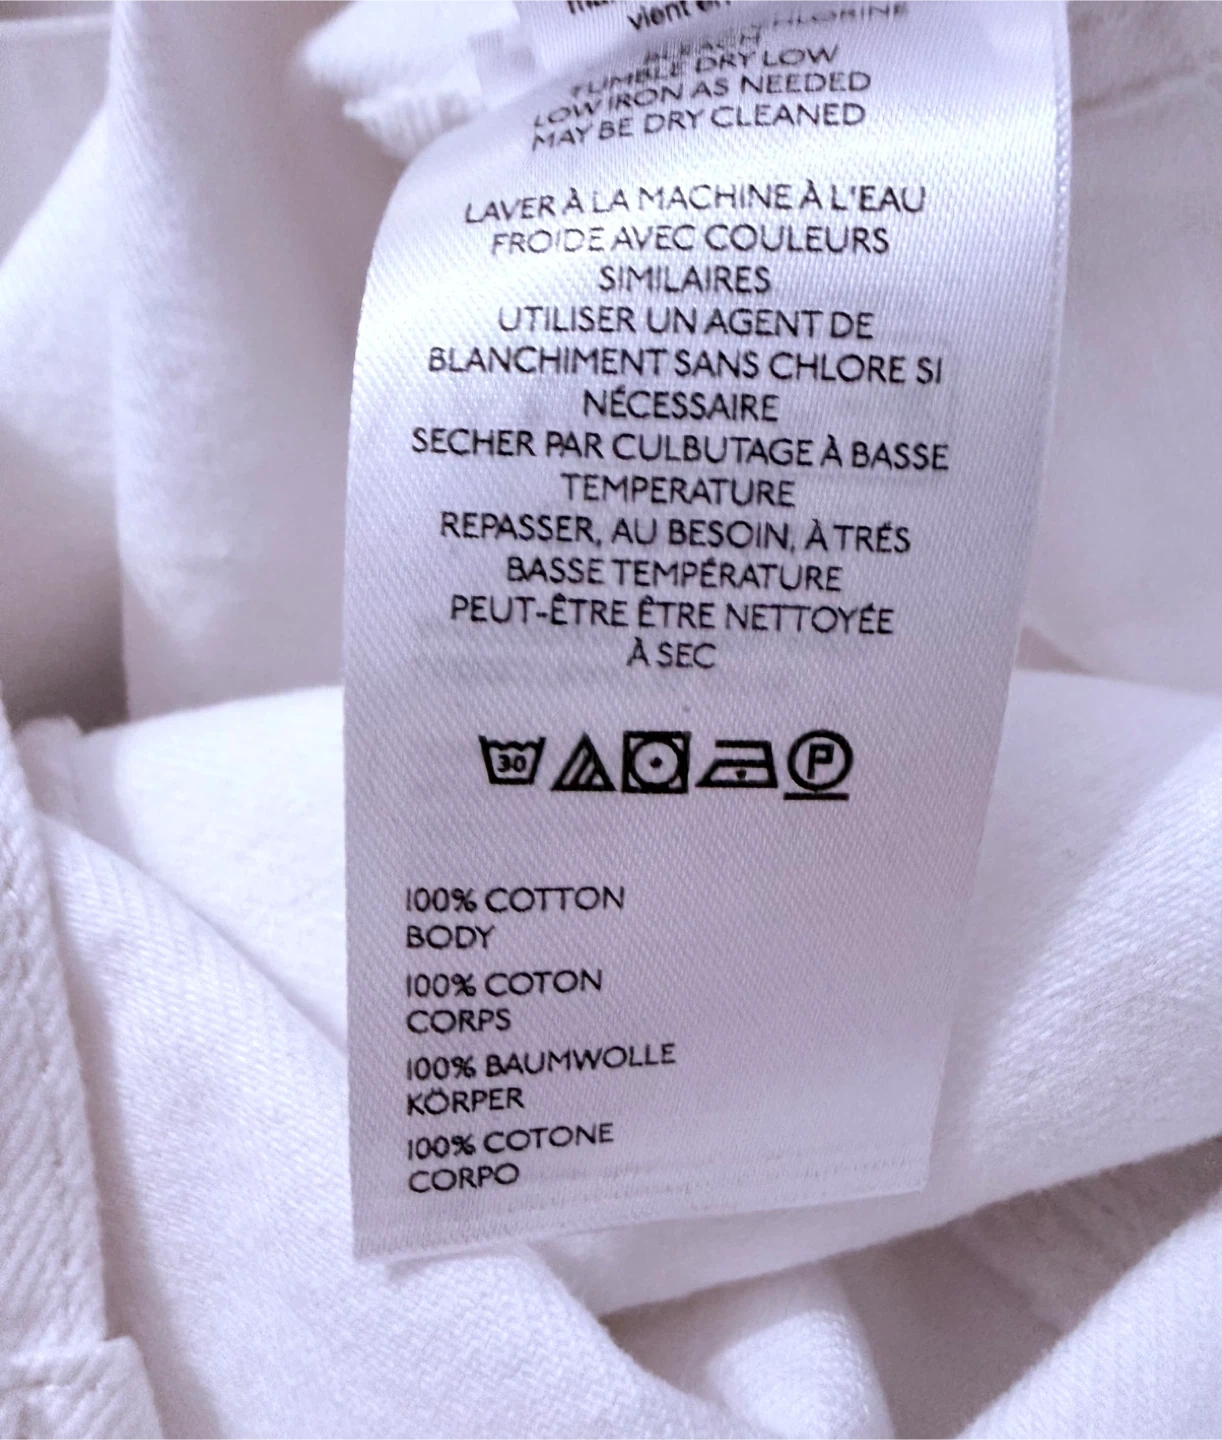 vient en
CHLORINE
BLEACH
TUMBLE DRY LOW
LOW IRON AS NEEDED
MAY BE DRY CLEANED
LAVER À LA MACHINE À L'EAU
FROIDE AVEC COULEURS
SIMILAIRES
UTILISER UN AGENT DE
BLANCHIMENT SANS CHLORE SI
NÉCESSAIRE
SECHER PAR CULBUTAGE À BASSE
TEMPERATURE
REPASSER, AU BESOIN, À TRÉS
BASSE TEMPÉRATURE
PEUT-ÊTRE ÊTRE NETTOYÉE
À SEC
30 P
100% COTTON
BODY
100% COTON
CORPS
100% BAUMWOLLE
KÖRPER
100% COTONE
CORPO